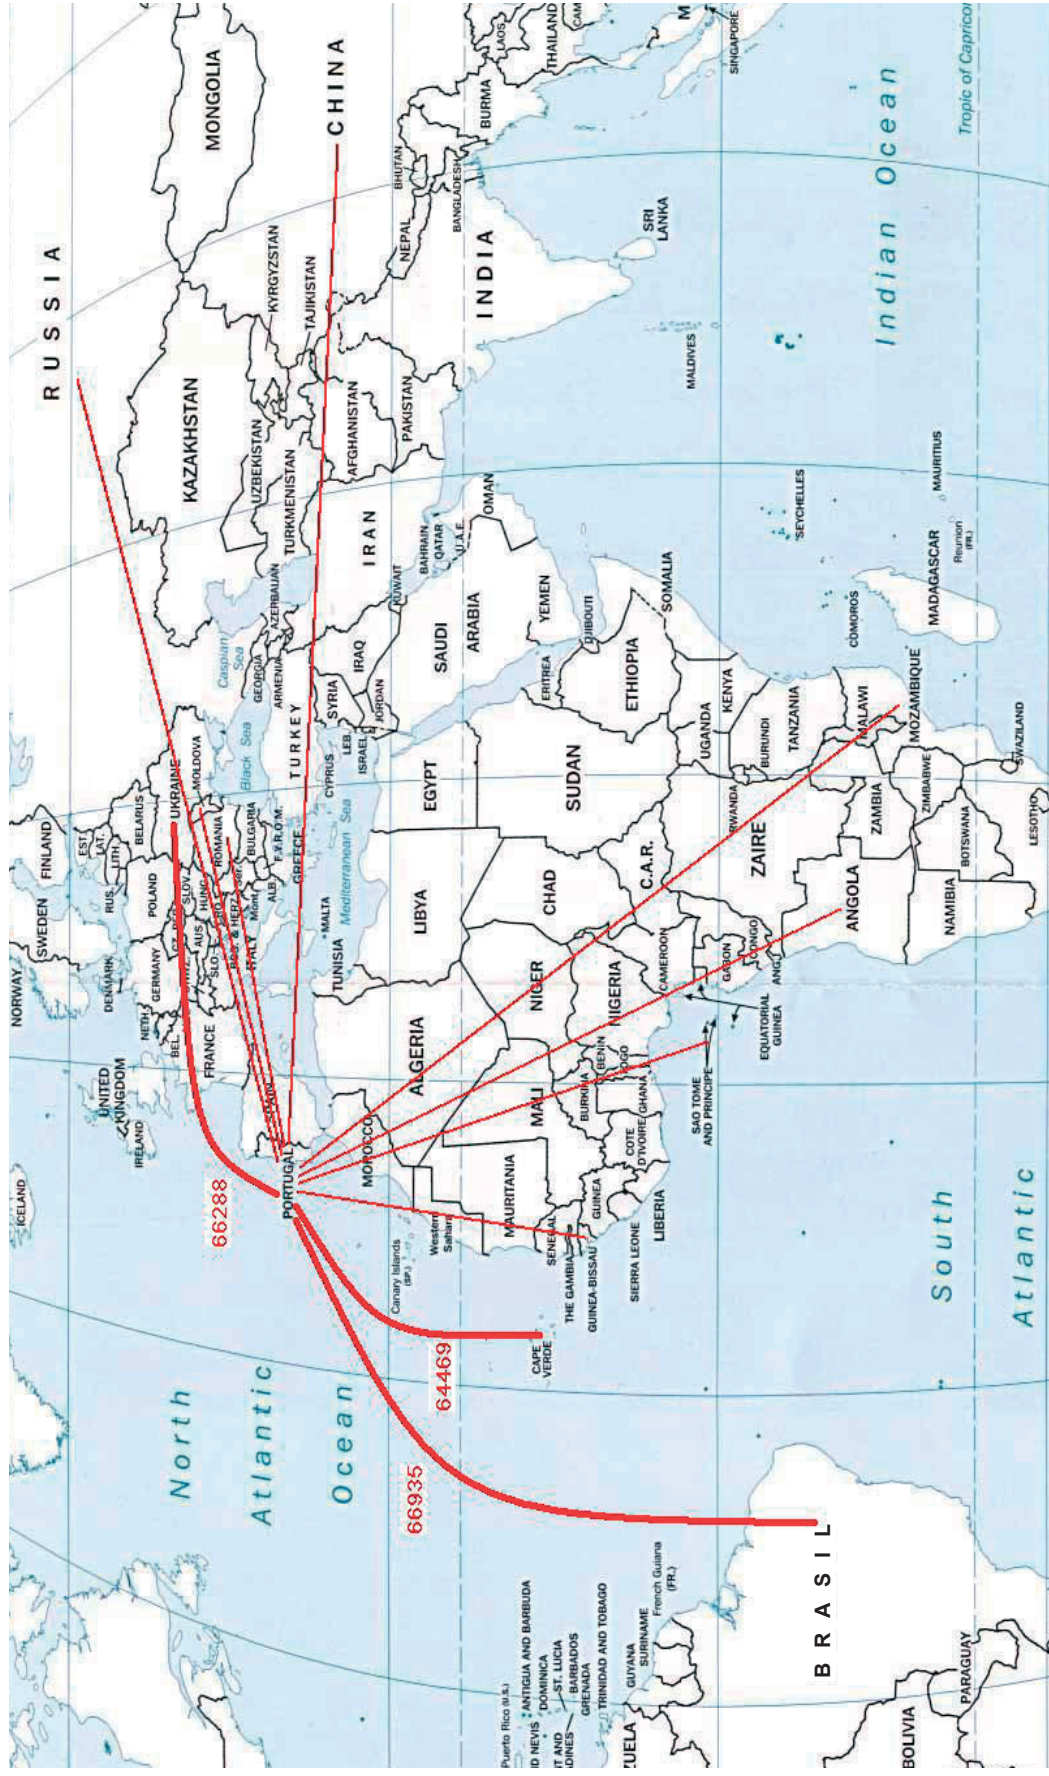 RUSSIA
MONGOLIA
CHINA
KAZAKHSTAN
KYRGYZSTAN
TAJIKISTAN
UZBEKISTAN
TURKMENISTAN
AFGHANISTAN
PAKISTAN
NEPAL
BHUTAN
BANGLADESH
BURMA
LAOS
THAILAND
CAM
M
SINGAPORE
INDIA
SRI
LANKA
MALDIVES
Indian Ocean
Tropic of Capricor
NORWAY
SWEDEN
FINLAND
EST.
LAT.
LITH.
RUS.
BELARUS
POLAND
UKRAINE
MOLDOVA
ROMANIA
BULGARIA
F.Y.R.O.M.
GREECE
ALB.
Mont.
Ser.
BOS. & HERZ.
HUNG.
SLOV.
AUS.
SLO.
ITALY
GERMANY
DENMARK
NETH.
BEL.
FRANCE
UNITED
KINGDOM
IRELAND
ICELAND
SPAIN
PORTUGAL
MALTA
Mediterranean Sea
Black Sea
Caspian
Sea
GEORGIA
ARMENIA
AZERBAIJAN
TURKEY
CYPRUS
LEB.
ISRAEL
SYRIA
JORDAN
IRAQ
IRAN
KUWAIT
BAHRAIN
QATAR
U.A.E.
OMAN
SAUDI
ARABIA
YEMEN
MOROCCO
ALGERIA
TUNISIA
LIBYA
EGYPT
Western
Sahara
Canary Islands
(SP.)
MAURITANIA
MALI
NIGER
CHAD
SUDAN
ERITREA
DJIBOUTI
ETHIOPIA
SOMALIA
SENEGAL
THE GAMBIA
GUINEA-BISSAU
GUINEA
SIERRA LEONE
LIBERIA
COTE
D'IVOIRE
BURKINA
GHANA
TOGO
BENIN
NIGERIA
CAMEROON
C.A.R.
EQUATORIAL
GUINEA
SAO TOME
AND PRINCIPE
GABON
CONGO
ANG.
ZAIRE
UGANDA
KENYA
RWANDA
BURUNDI
TANZANIA
MALAWI
MOZAMBIQUE
ZAMBIA
ANGOLA
ZIMBABWE
BOTSWANA
NAMIBIA
SWAZILAND
LESOTHO
COMOROS
MADAGASCAR
SEYCHELLES
MAURITIUS
Reunion
(FR.)
CAPE
VERDE
66288
64469
66935
North
Atlantic
Ocean
South
Atlantic
Puerto Rico (U.S.)
ANTIGUA AND BARBUDA
D NEVIS
DOMINICA
ST. LUCIA
T AND
DINES
BARBADOS
GRENADA
TRINIDAD AND TOBAGO
ZUELA
GUYANA
SURINAME
French Guiana
(FR.)
BRASIL
BOLIVIA
PARAGUAY